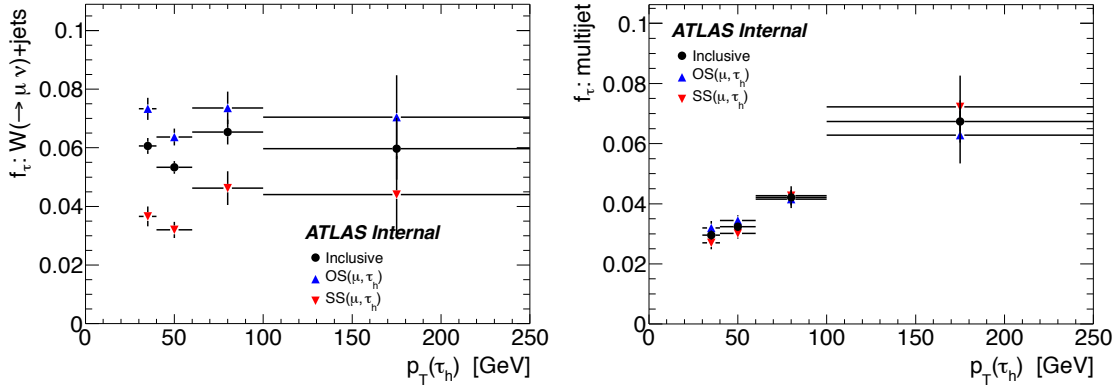 f_τ: W(→ μ ν)+jets
0.1
0.08
0.06
0.04
0.02
0
ATLAS Internal
Inclusive
OS(μ, τ_h)
SS(μ, τ_h)
0 50 100 150 200 250
p_T(τ_h) [GeV]
f_τ: multijet
0.1
0.08
0.06
0.04
0.02
0
ATLAS Internal
Inclusive
OS(μ, τ_h)
SS(μ, τ_h)
0 50 100 150 200 250
p_T(τ_h) [GeV]